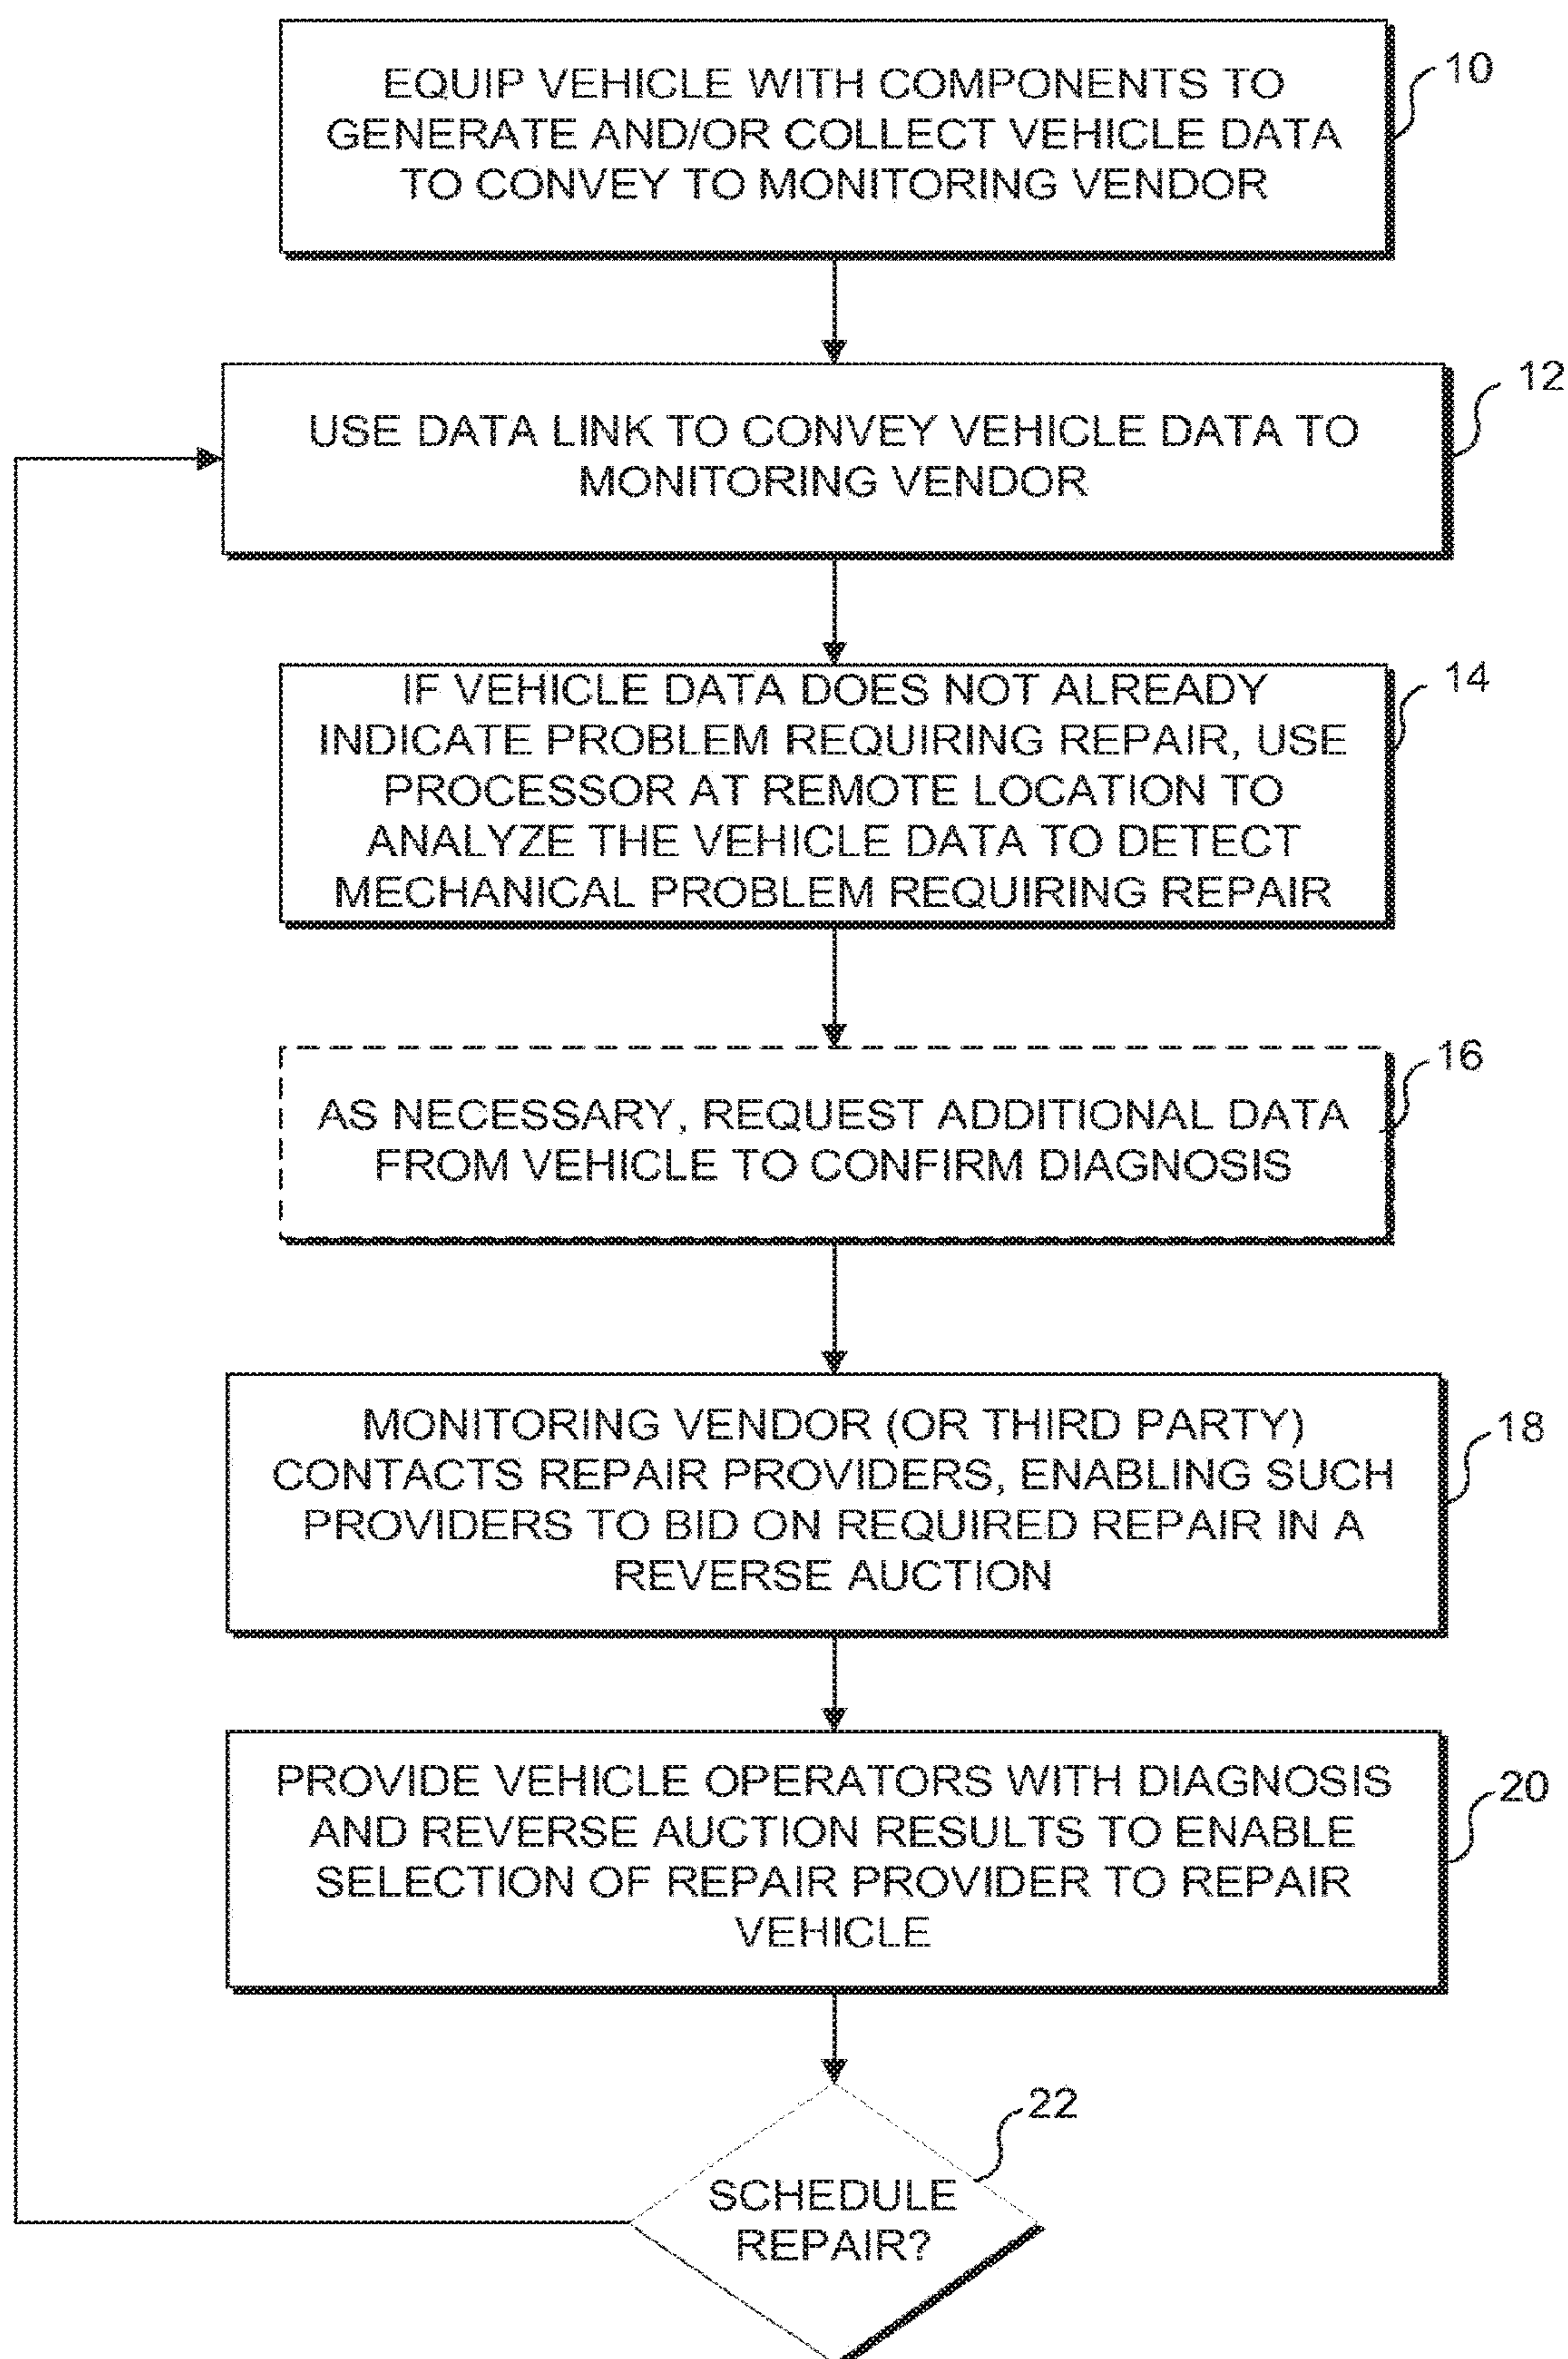 EQUIP VEHICLE WITH COMPONENTS TO
GENERATE AND/OR COLLECT VEHICLE DATA
TO CONVEY TO MONITORING VENDOR
10
USE DATA LINK TO CONVEY VEHICLE DATA TO
MONITORING VENDOR
12
IF VEHICLE DATA DOES NOT ALREADY
INDICATE PROBLEM REQUIRING REPAIR, USE
PROCESSOR AT REMOTE LOCATION TO
ANALYZE THE VEHICLE DATA TO DETECT
MECHANICAL PROBLEM REQUIRING REPAIR
14
AS NECESSARY, REQUEST ADDITIONAL DATA
FROM VEHICLE TO CONFIRM DIAGNOSIS
16
MONITORING VENDOR (OR THIRD PARTY)
CONTACTS REPAIR PROVIDERS, ENABLING SUCH
PROVIDERS TO BID ON REQUIRED REPAIR IN A
REVERSE AUCTION
18
PROVIDE VEHICLE OPERATORS WITH DIAGNOSIS
AND REVERSE AUCTION RESULTS TO ENABLE
SELECTION OF REPAIR PROVIDER TO REPAIR
VEHICLE
20
SCHEDULE
REPAIR?
22